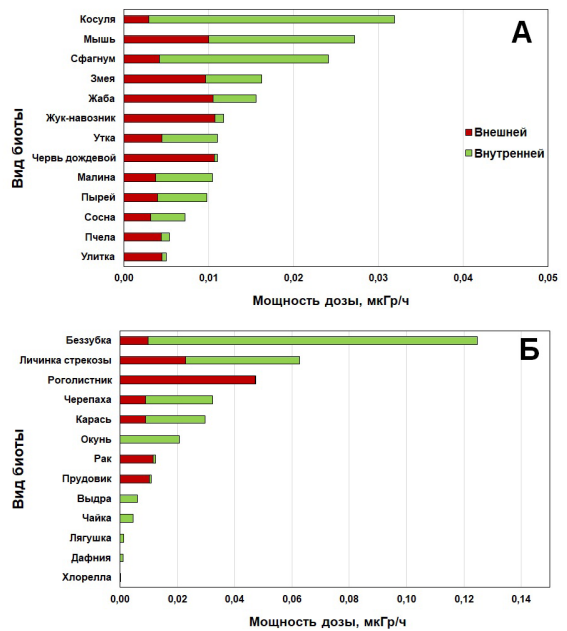 Вид биоты
Косуля
Мышь
Сфагнум
Змея
Жаба
Жук-навозник
Утка
Червь дождевой
Малина
Пырей
Сосна
Пчела
Улитка
А
Внешней
Внутренней
0,00 0,01 0,02 0,03 0,04 0,05
Мощность дозы, мкГр/ч
Вид биоты
Беззубка
Личинка стрекозы
Роголистник
Черепаха
Карась
Окунь
Рак
Прудовик
Выдра
Чайка
Лягушка
Дафния
Хлорелла
Б
0,00 0,02 0,04 0,06 0,08 0,10 0,12 0,14
Мощность дозы, мкГр/ч